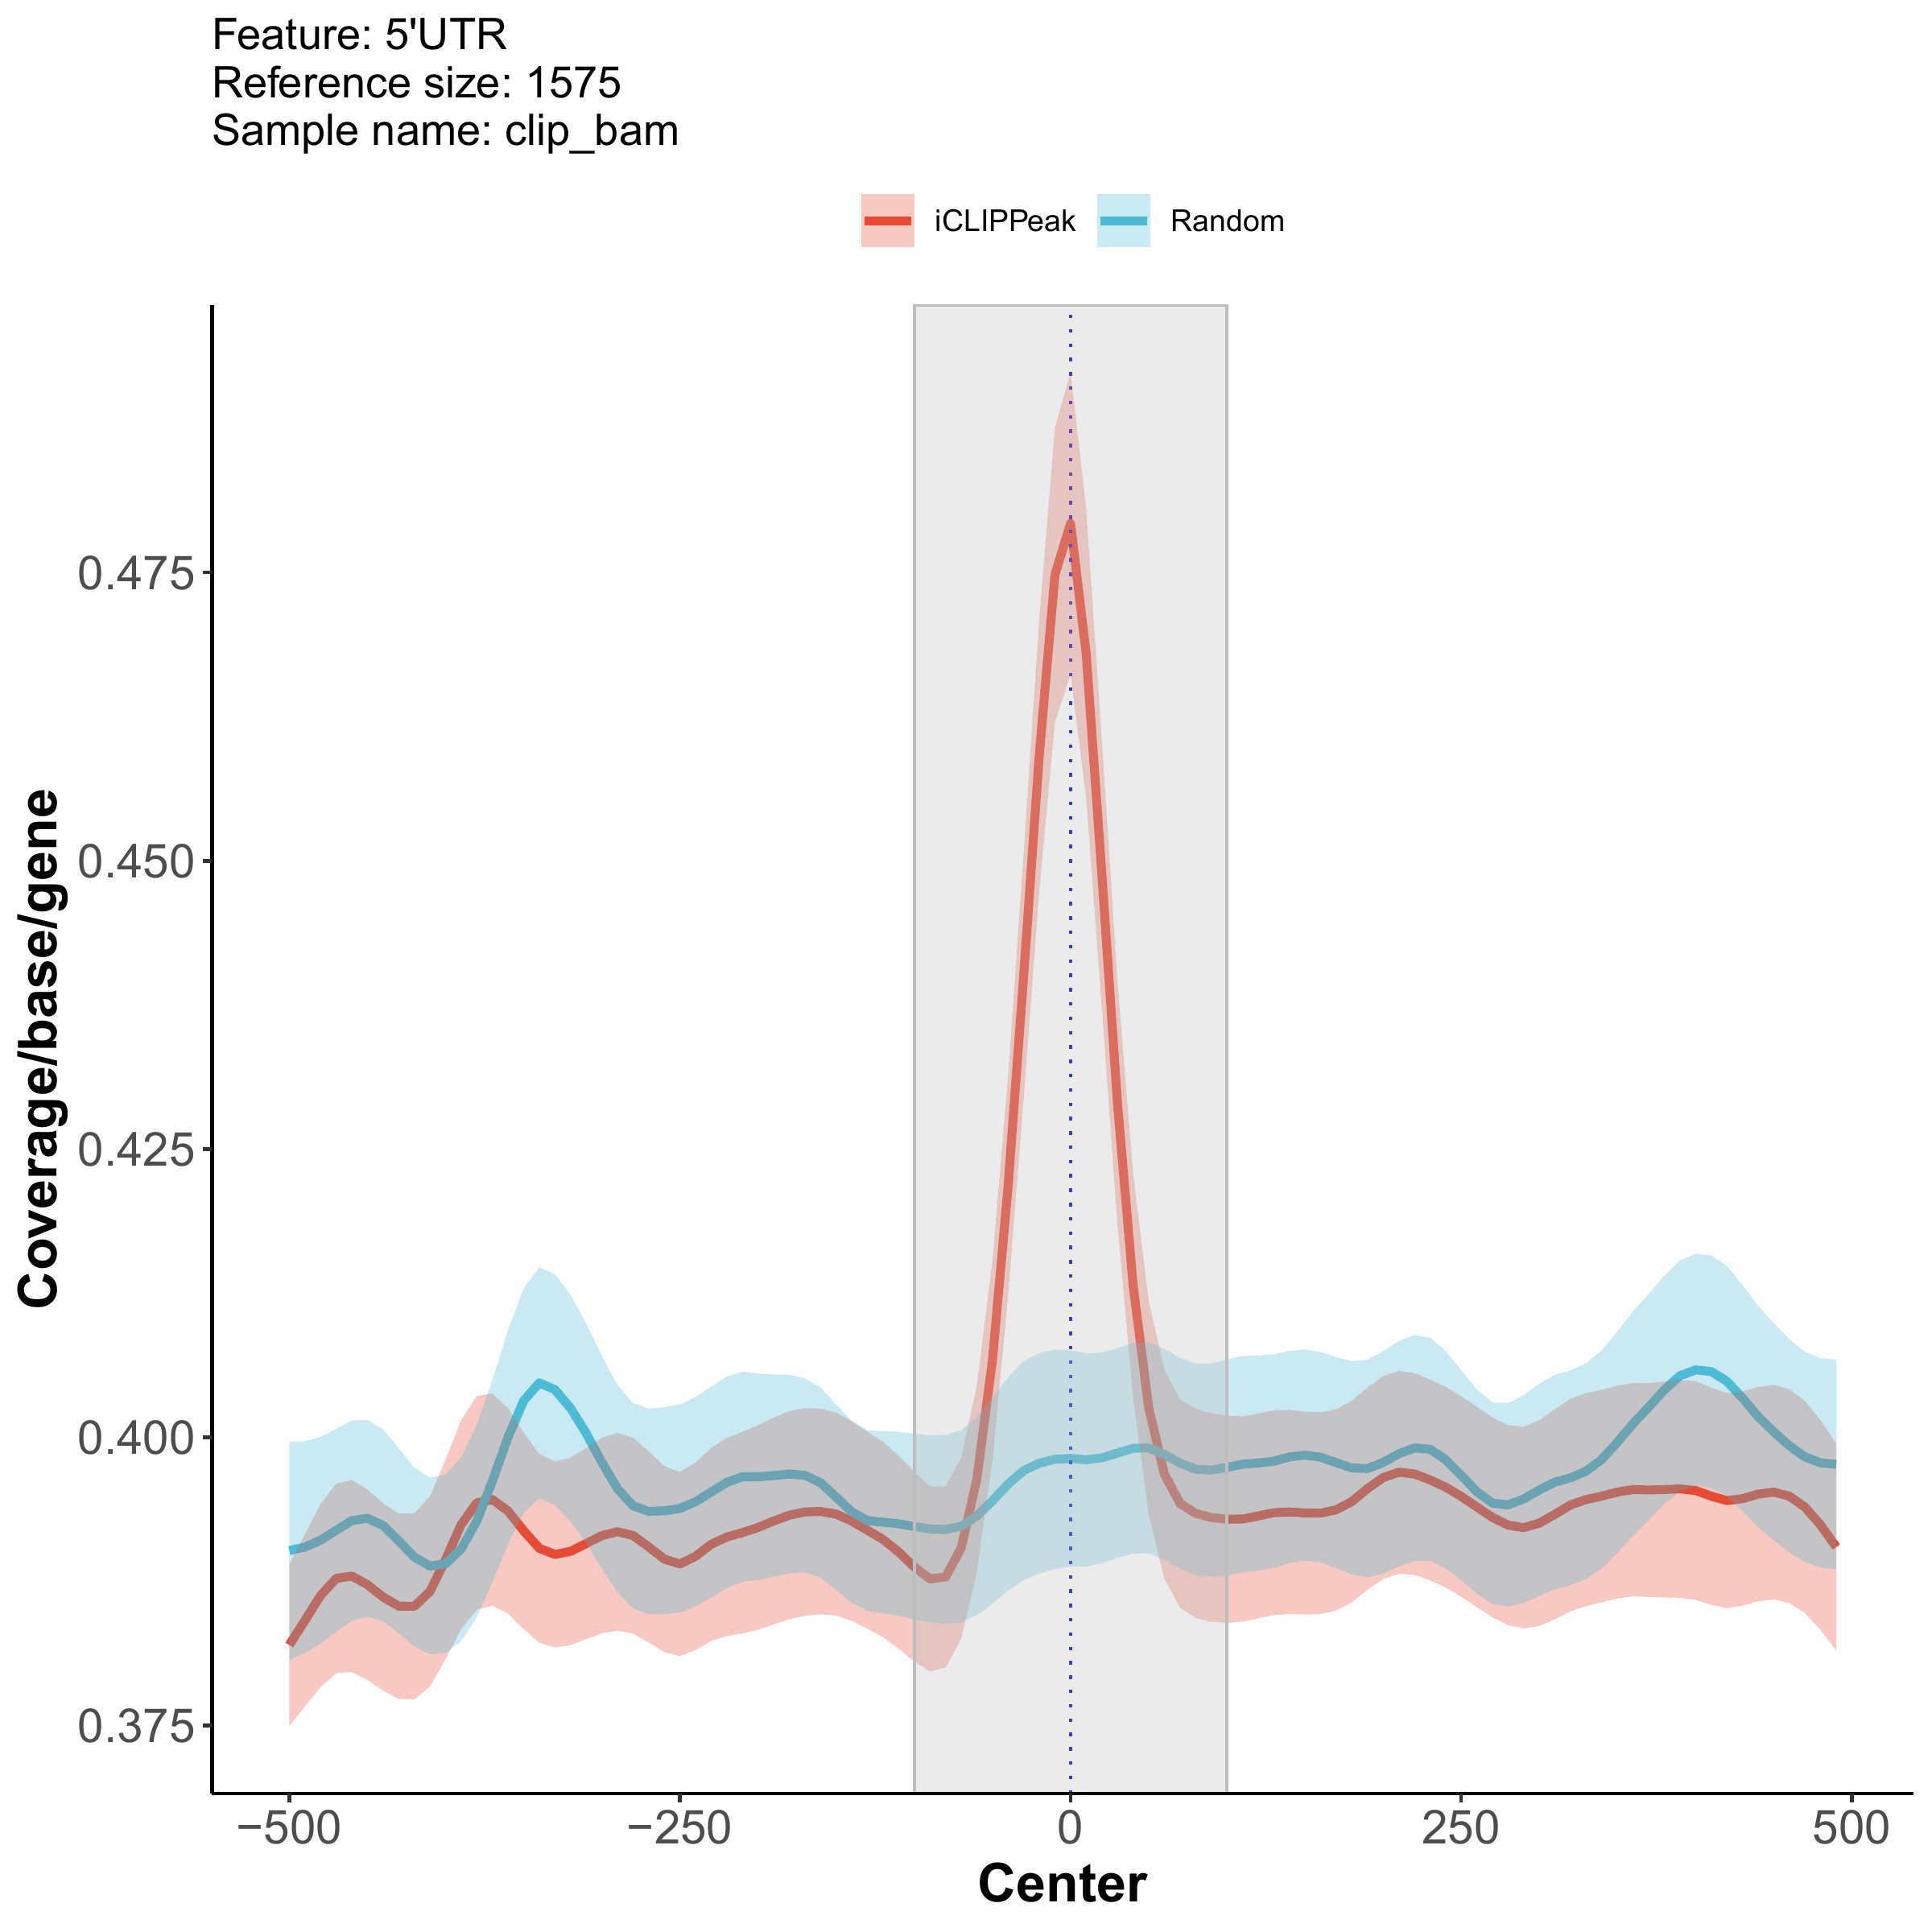 Feature: 5'UTR
Reference size: 1575
Sample name: clip_bam
iCLIPPeak Random
Coverage/base/gene
0.475
0.450
0.425
0.400
0.375
−500 −250 0 250 500
Center